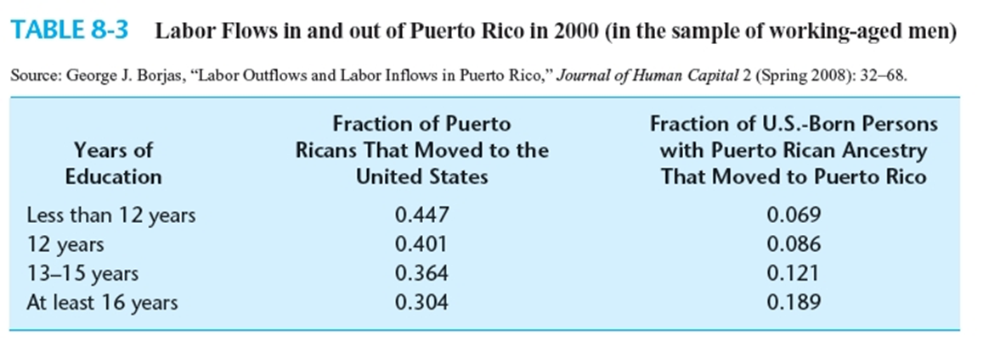 TABLE 8-3 Labor Flows in and out of Puerto Rico in 2000 (in the sample of working-aged men)
Source: George J. Borjas, “Labor Outflows and Labor Inflows in Puerto Rico,” Journal of Human Capital 2 (Spring 2008): 32–68.
Years of Education Fraction of Puerto Ricans That Moved to the United States Fraction of U.S.-Born Persons with Puerto Rican Ancestry That Moved to Puerto Rico
Less than 12 years 0.447 0.069
12 years 0.401 0.086
13–15 years 0.364 0.121
At least 16 years 0.304 0.189